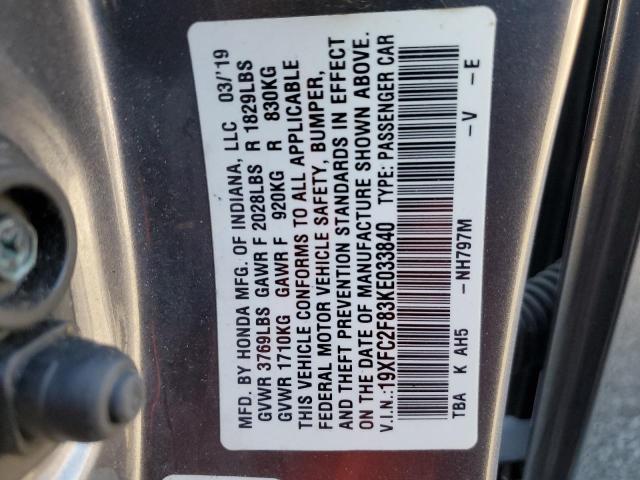 MFD. BY HONDA MFG. OF INDIANA, LLC 03/'19
GVWR 3769LBS GAWR F 2028LBS R 1829LBS
GVWR 1710KG GAWR F 920KG R 830KG
THIS VEHICLE CONFORMS TO ALL APPLICABLE
FEDERAL MOTOR VEHICLE SAFETY, BUMPER,
AND THEFT PREVENTION STANDARDS IN EFFECT
ON THE DATE OF MANUFACTURE SHOWN ABOVE.
V.I.N.:19XFC2F83KE033840 TYPE: PASSENGER CAR
TBA K AH5 -NH797M -V -E